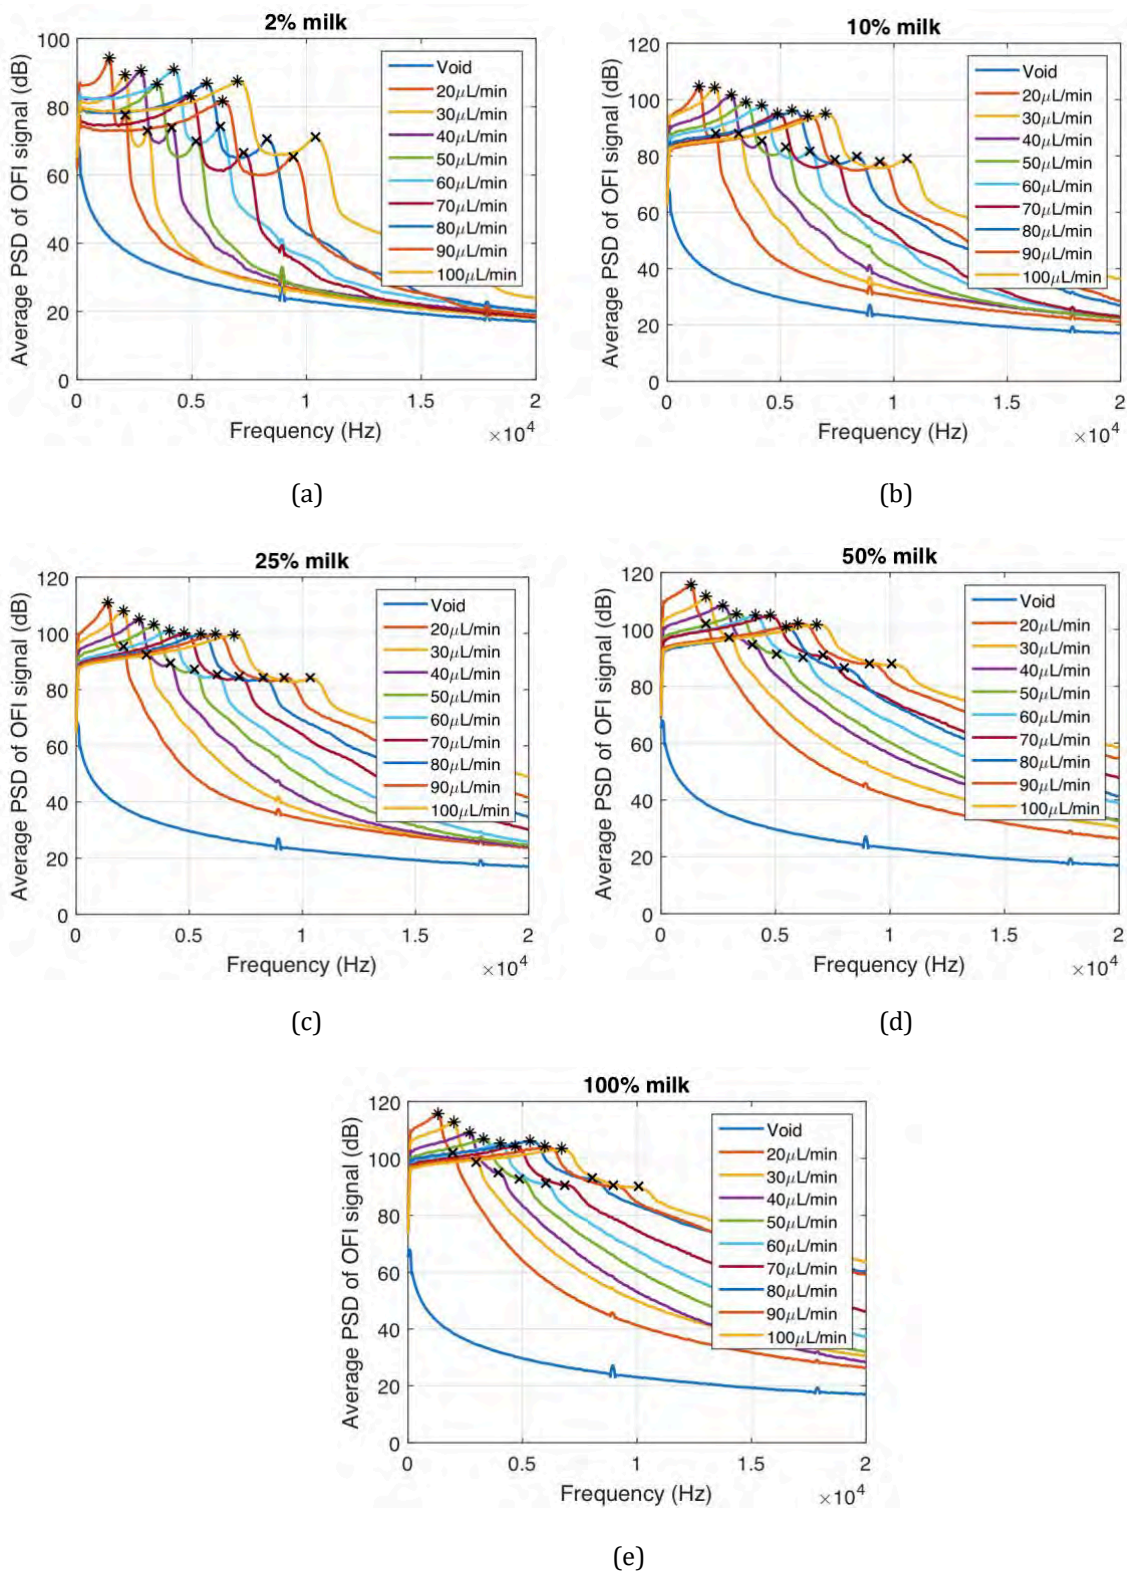 2% milk
Average PSD of OFI signal (dB)
100
80
60
40
20
0
0
0.5
1
1.5
2
×10⁴
Frequency (Hz)
Void
20μL/min
30μL/min
40μL/min
50μL/min
60μL/min
70μL/min
80μL/min
90μL/min
100μL/min
(a)
10% milk
Average PSD of OFI signal (dB)
120
100
80
60
40
20
0
0
0.5
1
1.5
2
×10⁴
Frequency (Hz)
Void
20μL/min
30μL/min
40μL/min
50μL/min
60μL/min
70μL/min
80μL/min
90μL/min
100μL/min
(b)
25% milk
Average PSD of OFI signal (dB)
120
100
80
60
40
20
0
0
0.5
1
1.5
2
×10⁴
Frequency (Hz)
Void
20μL/min
30μL/min
40μL/min
50μL/min
60μL/min
70μL/min
80μL/min
90μL/min
100μL/min
(c)
50% milk
Average PSD of OFI signal (dB)
120
100
80
60
40
20
0
0
0.5
1
1.5
2
×10⁴
Frequency (Hz)
Void
20μL/min
30μL/min
40μL/min
50μL/min
60μL/min
70μL/min
80μL/min
90μL/min
100μL/min
(d)
100% milk
Average PSD of OFI signal (dB)
120
100
80
60
40
20
0
0
0.5
1
1.5
2
×10⁴
Frequency (Hz)
Void
20μL/min
30μL/min
40μL/min
50μL/min
60μL/min
70μL/min
80μL/min
90μL/min
100μL/min
(e)